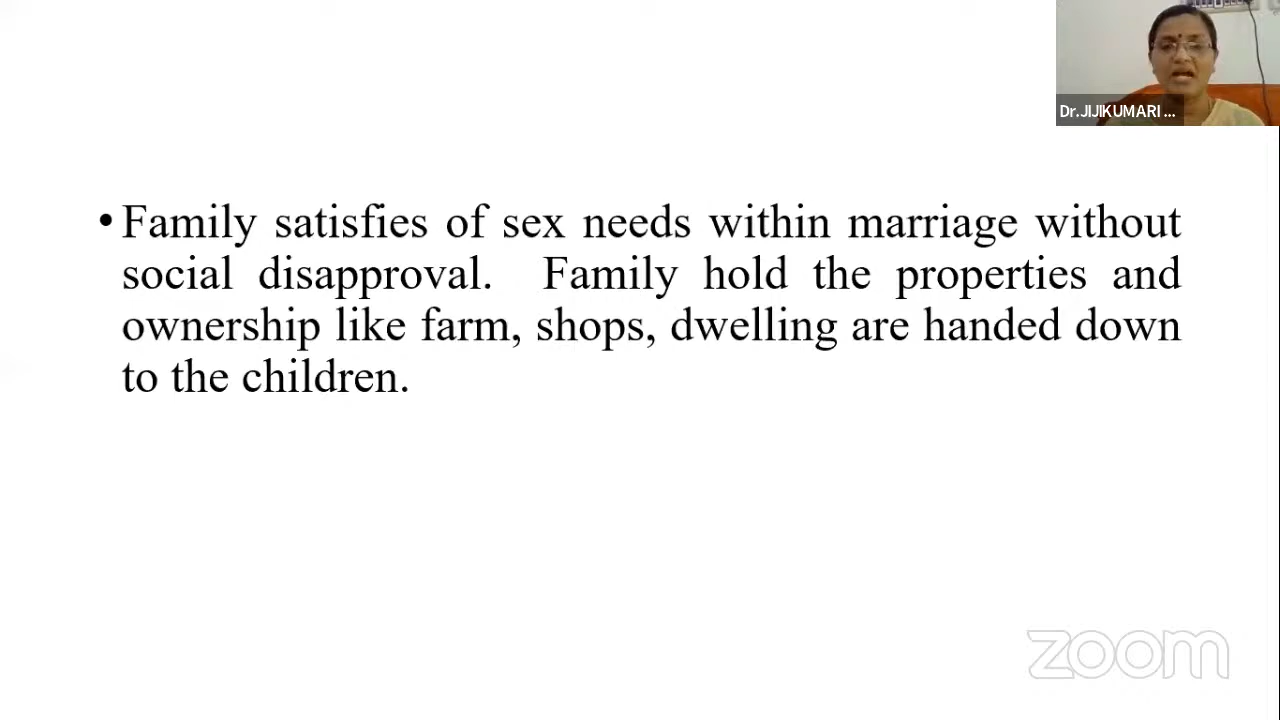 Dr.JIJIKUMARI ...
• Family satisfies of sex needs within marriage without
social disapproval. Family hold the properties and
ownership like farm, shops, dwelling are handed down
to the children.
zoom